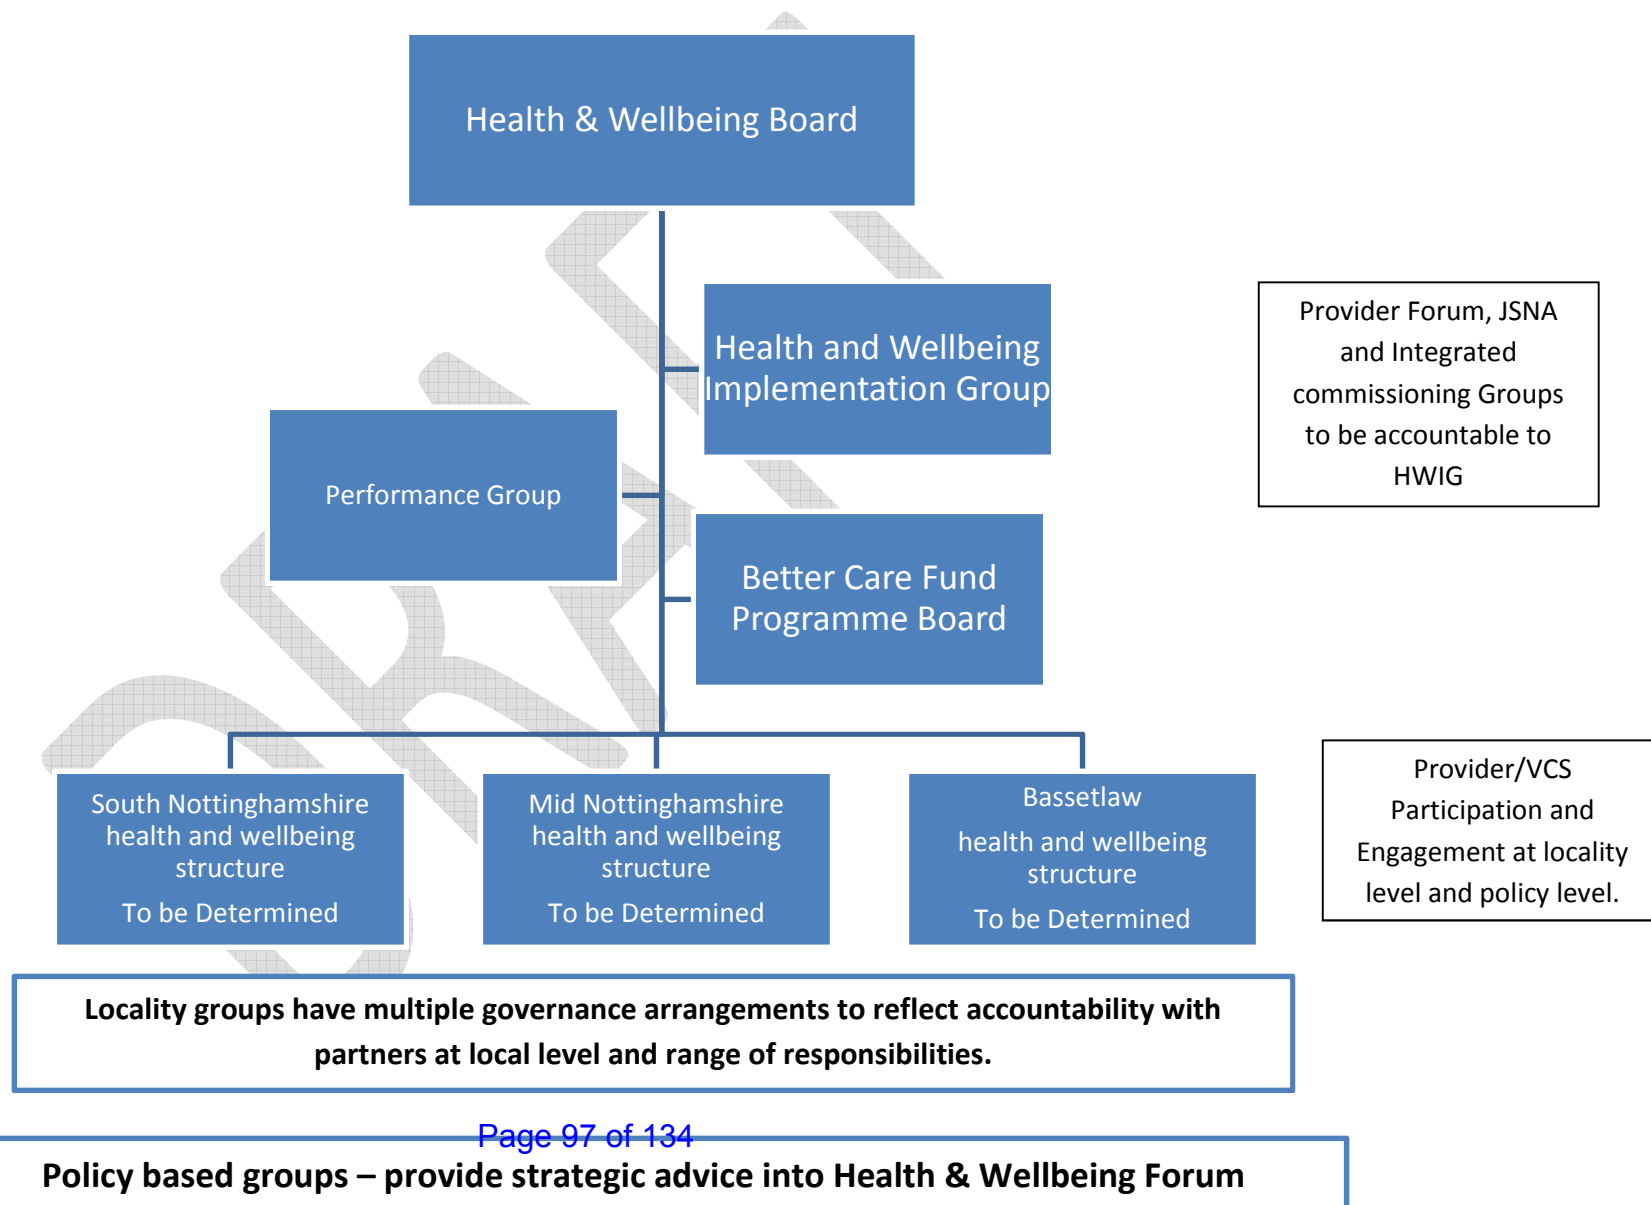 Health & Wellbeing Board
Health and Wellbeing
Implementation Group
Provider Forum, JSNA
and Integrated
commissioning Groups
to be accountable to
HWIG
Performance Group
Better Care Fund
Programme Board
South Nottinghamshire
health and wellbeing
structure
To be Determined
Mid Nottinghamshire
health and wellbeing
structure
To be Determined
Bassetlaw
health and wellbeing
structure
To be Determined
Provider/VCS
Participation and
Engagement at locality
level and policy level.
Locality groups have multiple governance arrangements to reflect accountability with
partners at local level and range of responsibilities.
Page 97 of 134
Policy based groups – provide strategic advice into Health & Wellbeing Forum
DRAFT